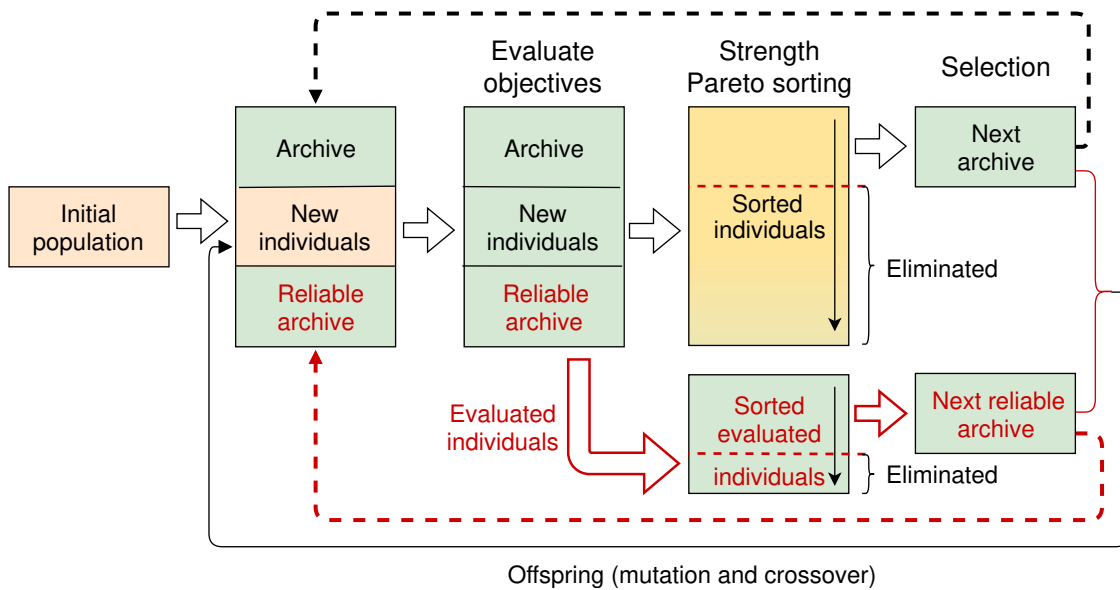 Evaluate
objectives
Strength
Pareto sorting
Selection
Initial
population
Archive
New
individuals
Reliable
archive
Archive
New
individuals
Reliable
archive
Sorted
individuals
Eliminated
Next
archive
Evaluated
individuals
Sorted
evaluated
individuals
Eliminated
Next reliable
archive
Offspring (mutation and crossover)